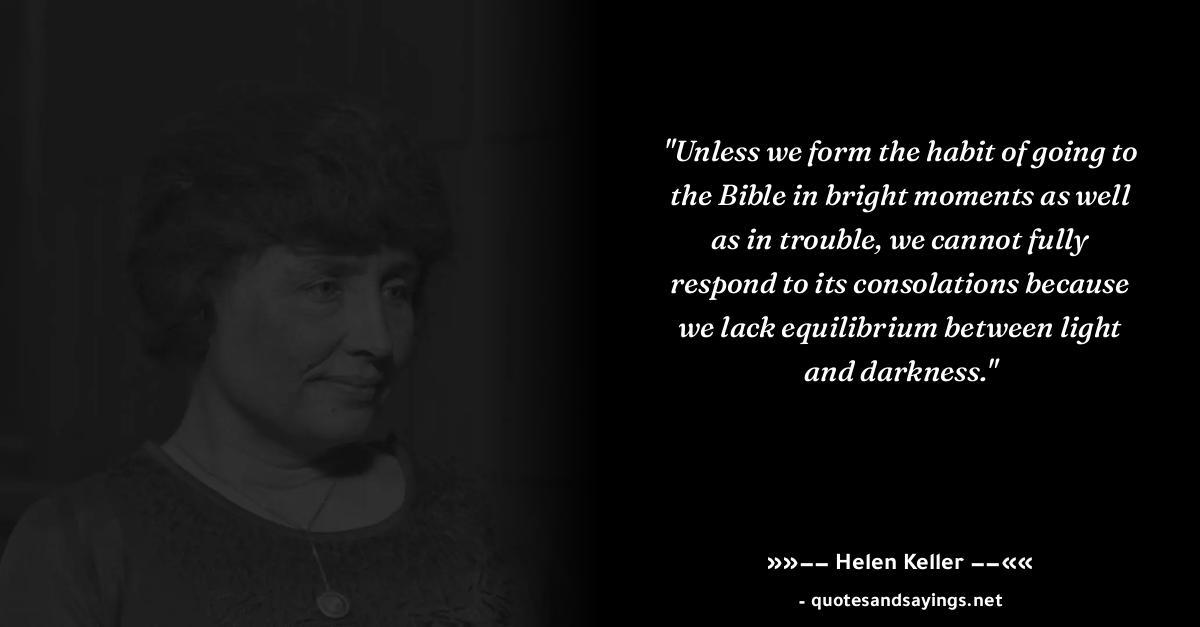 "Unless we form the habit of going to
the Bible in bright moments as well
as in trouble, we cannot fully
respond to its consolations because
we lack equilibrium between light
and darkness."
»»−− Helen Keller −−««
- quotesandsayings.net